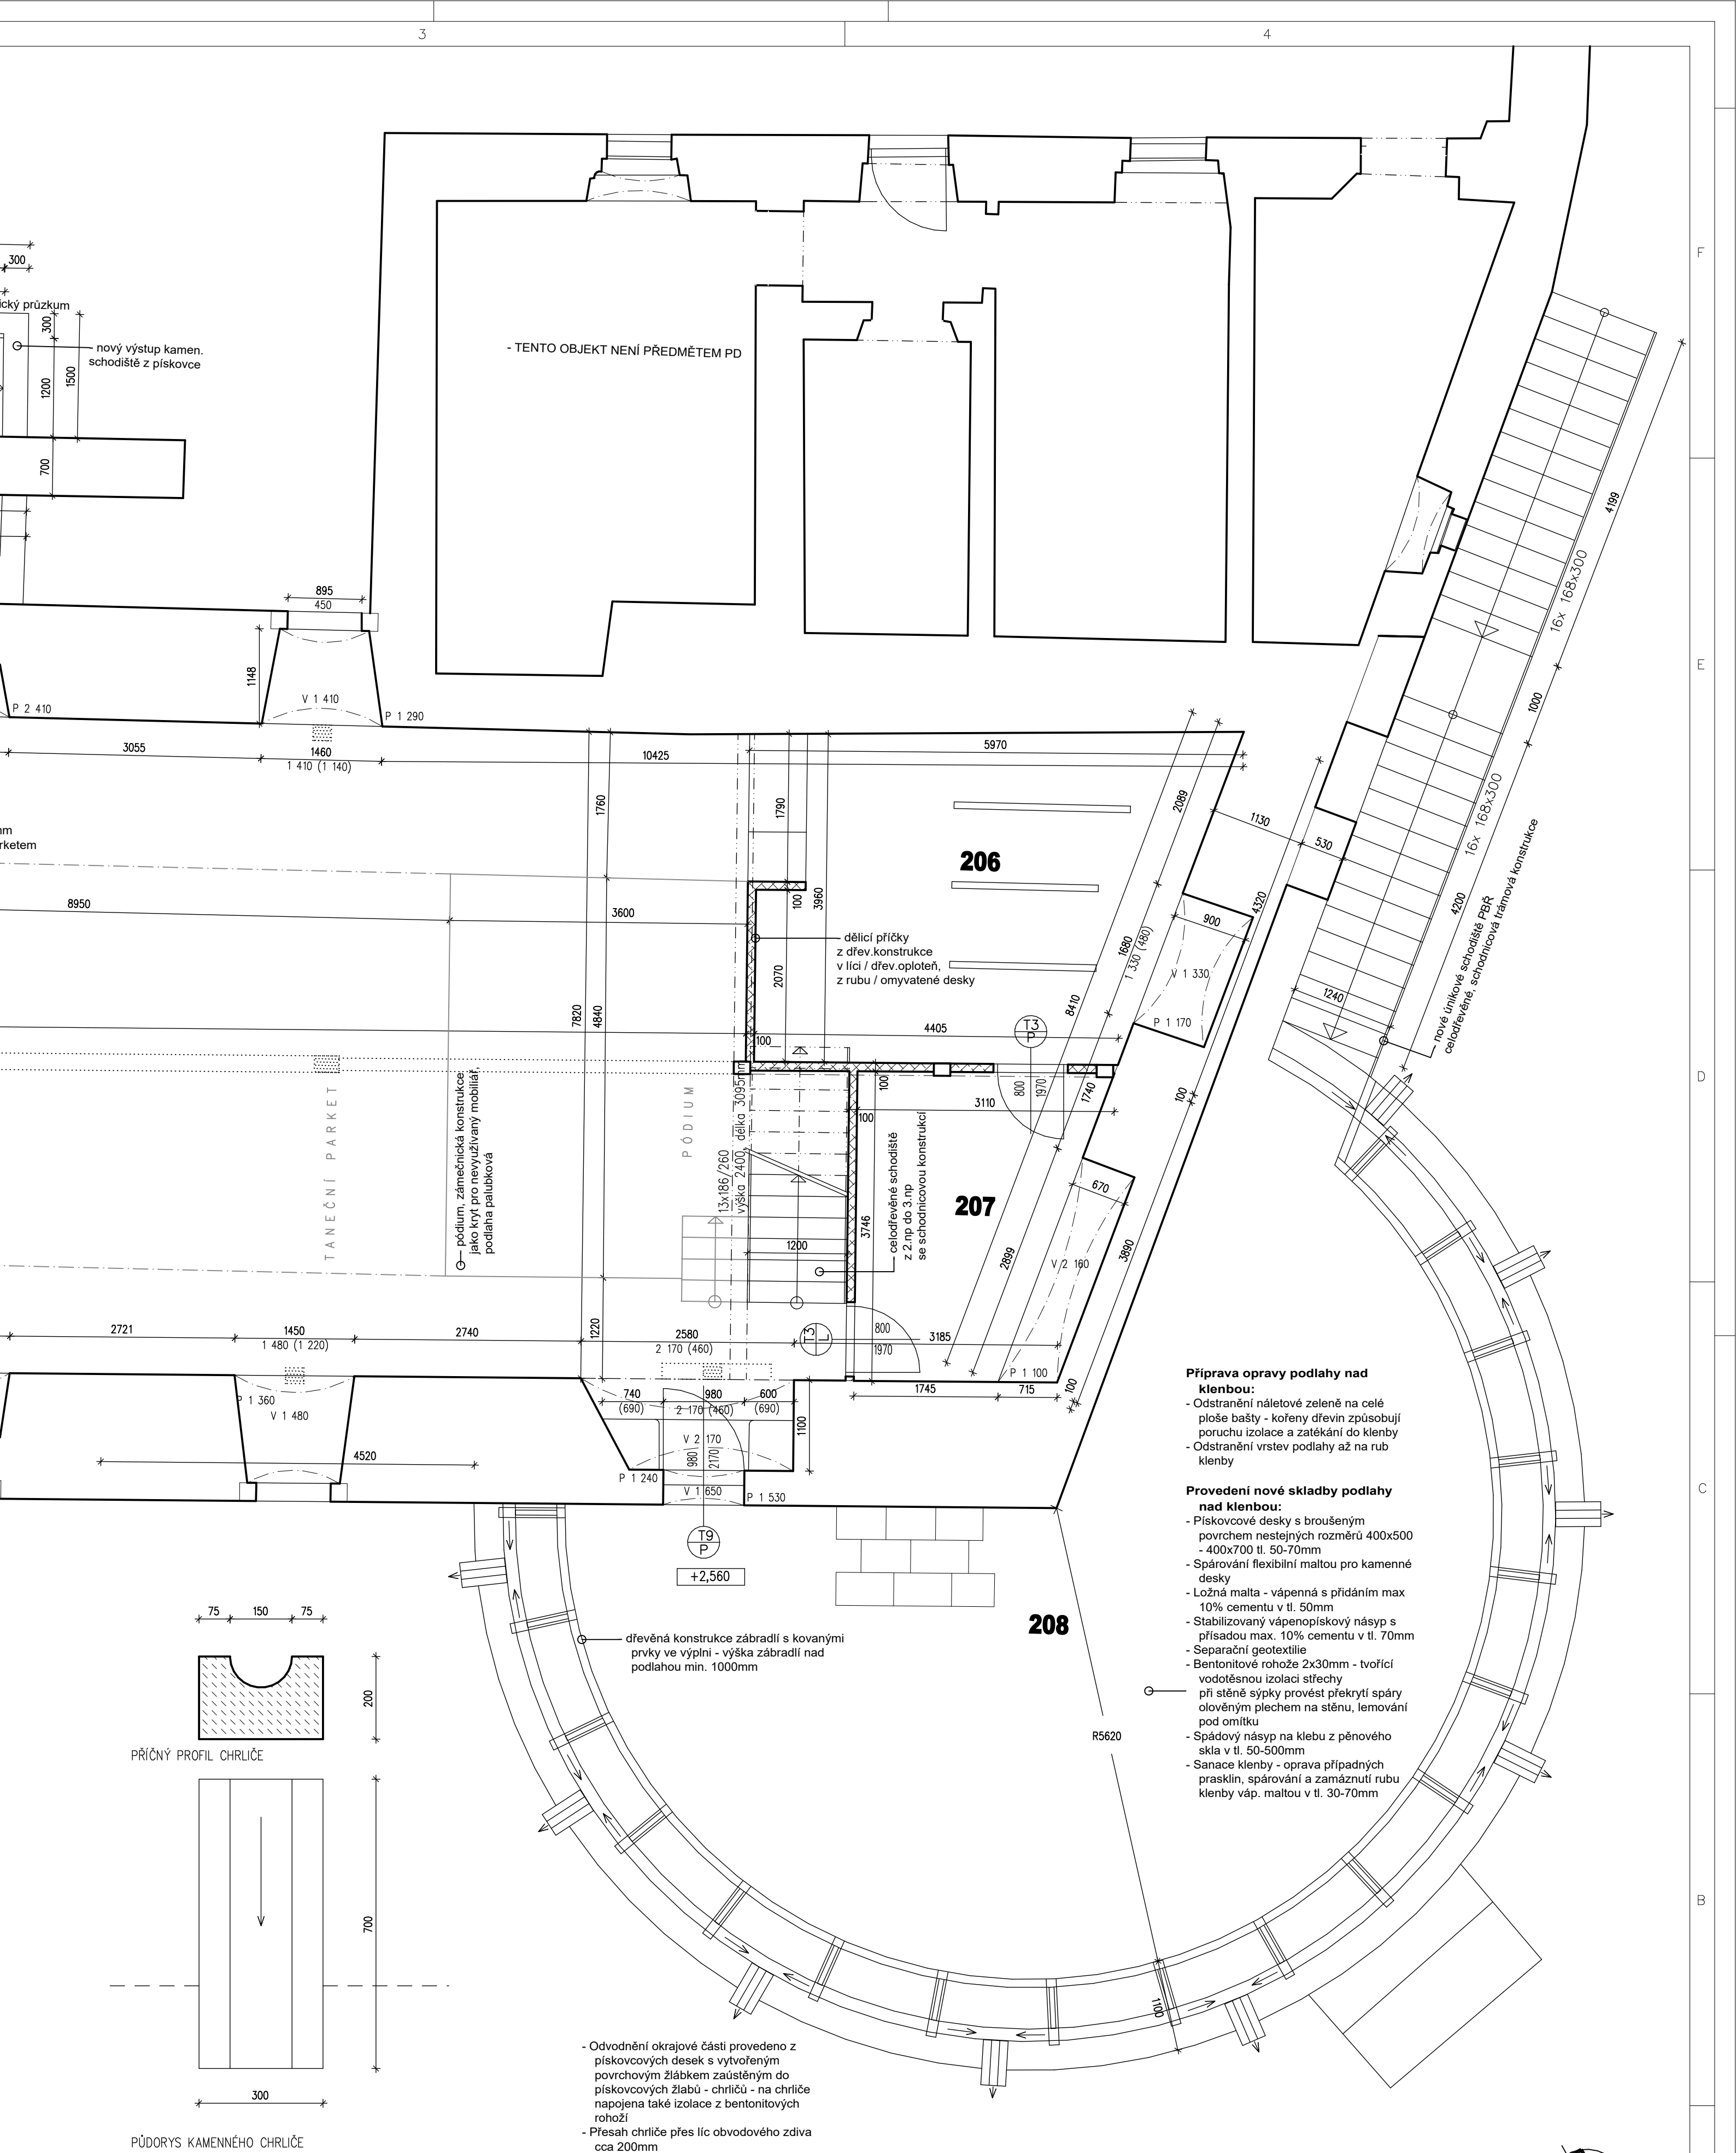 3
4
F
E
D
C
B
300
ický průzkum
300
1200
1500
700
- nový výstup kamen.
schodiště z pískovce
- TENTO OBJEKT NENÍ PŘEDMĚTEM PD
895
450
1148
V 1 410
P 2 410
P 1 290
3055
1460
1 410 (1 140)
10425
5970
1760
1790
nm
rketem
8950
3600
100
3960
206
- dělicí příčky
z dřev.konstrukce
v líci / dřev.oploteň,
z rubu / omyvatené desky
2070
7820
4840
4405
100
T3
P
800
1970
2089
1130
530
900
1680
1 330 (480)
V 1 330
P 1 170
8410
4320
100
1740
4199
16x 168x300
1000
16x 168x300
4200
1240
- nové únikové schodiště PBŘ
celodřevěné, schodnicová trámová konstrukce
TANEČNÍ PARKET
PÓDIUM
13x186/260
výška 2400, délka 3095mm
- pódium, zámečnická konstrukce,
jako kryt pro nevyužívaný mobiliář,
podlaha palubková
100
100
3110
3746
1200
- celodřevěné schodiště
z 2.np do 3.np
se schodnicovou konstrukcí
207
670
V 2 160
2899
3890
P 1 100
100
2721
1450
1 480 (1 220)
2740
1220
2580
2 170 (460)
T3
L
800
1970
3185
1745
715
P 1 360
V 1 480
740
(690)
980
2 170 (460)
600
(690)
1100
V 2 170
980
2170
P 1 240
V 1 650
P 1 530
4520
T9
P
+2,560
208
R5620
1100
- dřevěná konstrukce zábradlí s kovanými
prvky ve výplni - výška zábradlí nad
podlahou min. 1000mm
Příprava opravy podlahy nad
klenbou:
- Odstranění náletové zeleně na celé
ploše bašty - kořeny dřevin způsobují
poruchu izolace a zatékání do klenby
- Odstranění vrstev podlahy až na rub
klenby
Provedení nové skladby podlahy
nad klenbou:
- Pískovcové desky s broušeným
povrchem nestejných rozměrů 400x500
- 400x700 tl. 50-70mm
- Spárování flexibilní maltou pro kamenné
desky
- Ložná malta - vápenná s přidáním max
10% cementu v tl. 50mm
- Stabilizovaný vápenopískový násyp s
přísadou max. 10% cementu v tl. 70mm
- Separační geotextilie
- Bentonitové rohože 2x30mm - tvořící
vodotěsnou izolaci střechy
při stěně sýpky provést překrytí spáry
olověným plechem na stěnu, lemování
pod omítku
- Spádový násyp na klebu z pěnového
skla v tl. 50-500mm
- Sanace klenby - oprava případných
prasklin, spárování a zamáznutí rubu
klenby váp. maltou v tl. 30-70mm
75
150
75
200
PŘÍČNÝ PROFIL CHRLIČE
700
300
PŮDORYS KAMENNÉHO CHRLIČE
- Odvodnění okrajové části provedeno z
pískovcových desek s vytvořeným
povrchovým žlábkem zaústěným do
pískovcových žlabů - chrličů - na chrliče
napojena také izolace z bentonitových
rohoží
- Přesah chrliče přes líc obvodového zdiva
cca 200mm